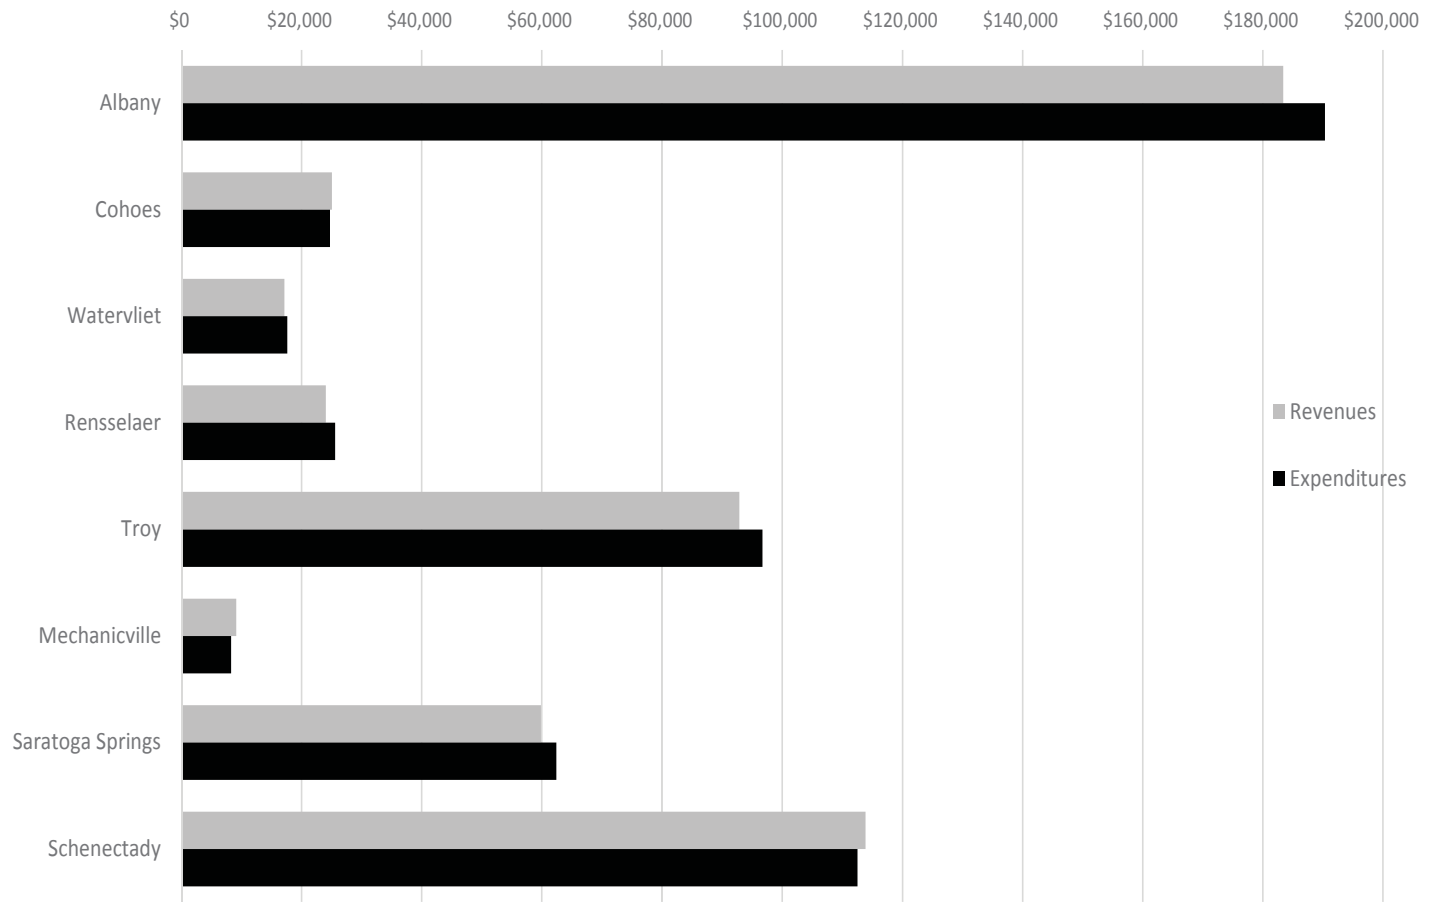 $0 $20,000 $40,000 $60,000 $80,000 $100,000 $120,000 $140,000 $160,000 $180,000 $200,000
Albany
Cohoes
Watervliet
Rensselaer
Revenues
Expenditures
Troy
Mechanicville
Saratoga Springs
Schenectady